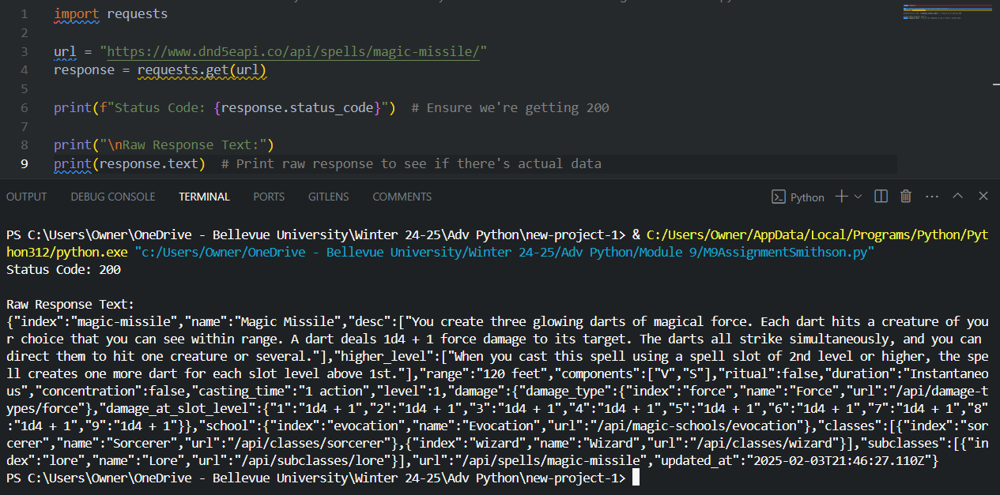 1 import requests
2
3 url = "https://www.dnd5eapi.co/api/spells/magic-missile/"
4 response = requests.get(url)
5
6 print(f"Status Code: {response.status_code}")  # Ensure we're getting 200
7
8 print("\nRaw Response Text:")
9 print(response.text)  # Print raw response to see if there's actual data
OUTPUT DEBUG CONSOLE TERMINAL PORTS GITLENS COMMENTS Python
PS C:\Users\Owner\OneDrive - Bellevue University\Winter 24-25\Adv Python\new-project-1> & C:/Users/Owner/AppData/Local/Programs/Python/Pyt
hon312/python.exe "c:/Users/Owner/OneDrive - Bellevue University/Winter 24-25/Adv Python/Module 9/M9AssignmentSmithson.py"
Status Code: 200
Raw Response Text:
{"index":"magic-missile","name":"Magic Missile","desc":["You create three glowing darts of magical force. Each dart hits a creature of you
r choice that you can see within range. A dart deals 1d4 + 1 force damage to its target. The darts all strike simultaneously, and you can
direct them to hit one creature or several."],"higher_level":["When you cast this spell using a spell slot of 2nd level or higher, the spe
ll creates one more dart for each slot level above 1st."],"range":"120 feet","components":["V","S"],"ritual":false,"duration":"Instantaneo
us","concentration":false,"casting_time":"1 action","level":1,"damage":{"damage_type":{"index":"force","name":"Force","url":"/api/damage-t
ypes/force"},"damage_at_slot_level":{"1":"1d4 + 1","2":"1d4 + 1","3":"1d4 + 1","4":"1d4 + 1","5":"1d4 + 1","6":"1d4 + 1","7":"1d4 + 1","8"
:"1d4 + 1","9":"1d4 + 1"}},"school":{"index":"evocation","name":"Evocation","url":"/api/magic-schools/evocation"},"classes":[{"index":"sor
cerer","name":"Sorcerer","url":"/api/classes/sorcerer"},{"index":"wizard","name":"Wizard","url":"/api/classes/wizard"}],"subclasses":[{"in
dex":"lore","name":"Lore","url":"/api/subclasses/lore"}],"url":"/api/spells/magic-missile","updated_at":"2025-02-03T21:46:27.110Z"}
PS C:\Users\Owner\OneDrive - Bellevue University\Winter 24-25\Adv Python\new-project-1>